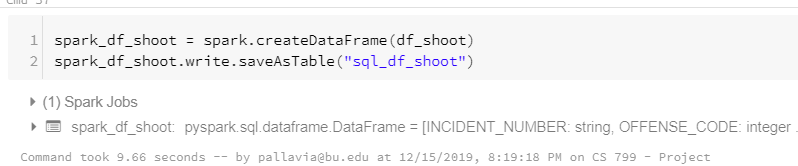 Cmd 37
1 spark_df_shoot = spark.createDataFrame(df_shoot)
2 spark_df_shoot.write.saveAsTable("sql_df_shoot")
(1) Spark Jobs
spark_df_shoot: pyspark.sql.dataframe.DataFrame = [INCIDENT_NUMBER: string, OFFENSE_CODE: integer .
Command took 9.66 seconds -- by pallavia@bu.edu at 12/15/2019, 8:19:18 PM on CS 799 - Project